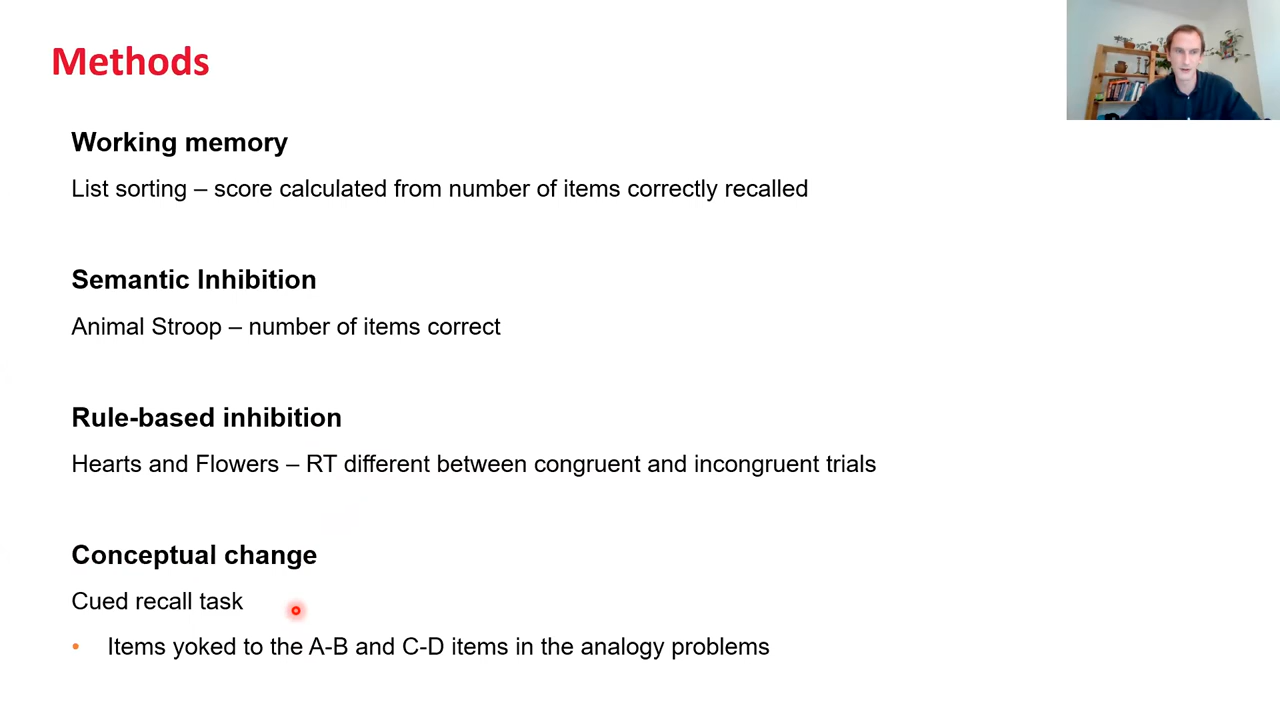 Methods
Working memory
List sorting – score calculated from number of items correctly recalled
Semantic Inhibition
Animal Stroop – number of items correct
Rule-based inhibition
Hearts and Flowers – RT different between congruent and incongruent trials
Conceptual change
Cued recall task
• Items yoked to the A-B and C-D items in the analogy problems